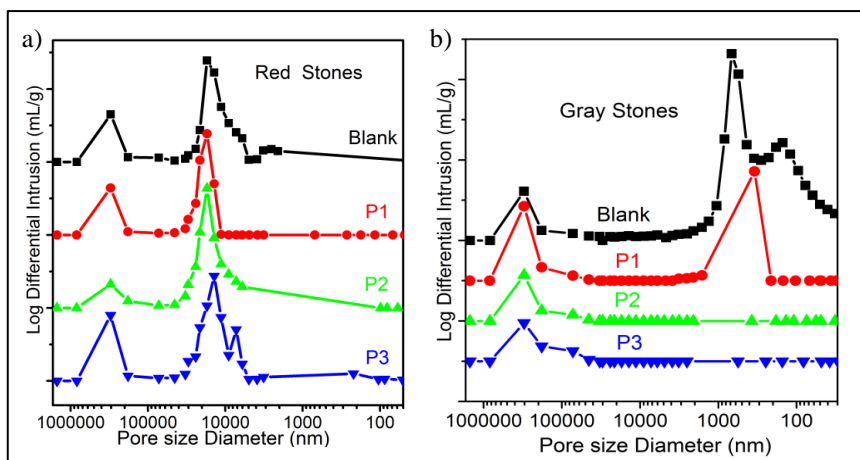 a)
Red Stones
Blank
P1
P2
P3
Log Differential Intrusion (mL/g)
1000000 100000 10000 1000 100
Pore size Diameter (nm)
b)
Gray Stones
Blank
P1
P2
P3
Log Differential Intrusion (mL/g)
1000000 100000 10000 1000 100
Pore size Diameter (nm)